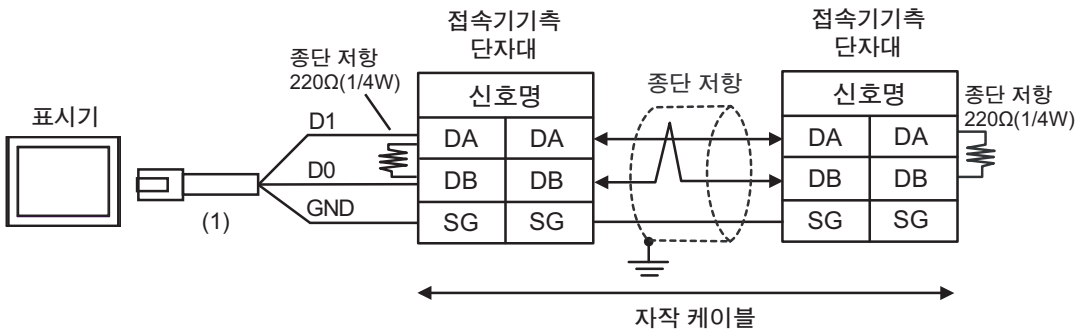 표시기
(1)
D1
D0
GND
종단 저항
220Ω(1/4W)
접속기기측
단자대
신호명
DA DA
DB DB
SG SG
종단 저항
접속기기측
단자대
신호명
DA DA
DB DB
SG SG
종단 저항
220Ω(1/4W)
자작 케이블